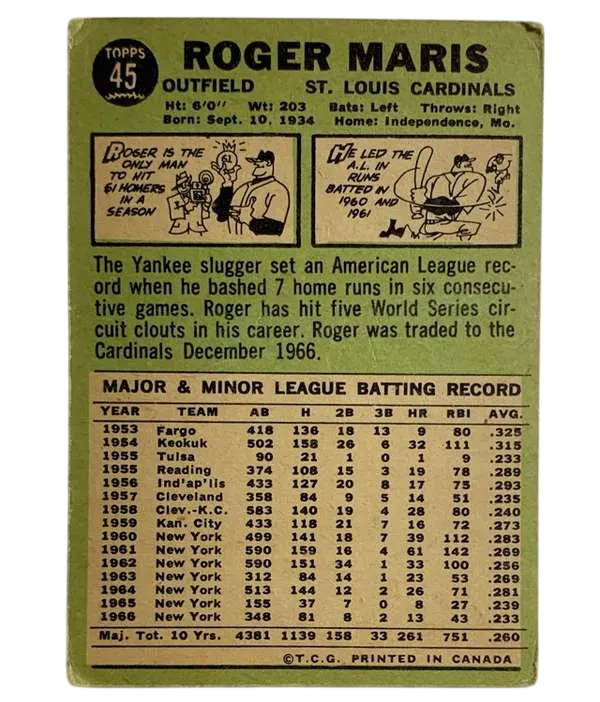 TOPPS
45
ROGER MARIS
OUTFIELD ST. LOUIS CARDINALS
Ht: 6'0" Wt: 203 Bats: Left Throws: Right
Born: Sept. 10, 1934 Home: Independence, Mo.
ROGER IS THE
ONLY MAN
TO HIT
61 HOMERS
IN A
SEASON
HE LED THE
A.L. IN
RUNS
BATTED IN
1960 AND
1961
The Yankee slugger set an American League rec-
ord when he bashed 7 home runs in six consecu-
tive games. Roger has hit five World Series cir-
cuit clouts in his career. Roger was traded to the
Cardinals December 1966.
MAJOR & MINOR LEAGUE BATTING RECORD
YEAR TEAM AB H 2B 3B HR RBI AVG.
1953 Fargo 418 136 18 13 9 80 .325
1954 Keokuk 502 158 26 6 32 111 .315
1955 Tulsa 90 21 1 0 1 9 .233
1955 Reading 374 108 15 3 19 78 .289
1956 Ind'ap'lis 433 127 20 8 17 75 .293
1957 Cleveland 358 84 9 5 14 51 .235
1958 Clev.-K.C. 583 140 19 4 28 80 .240
1959 Kan. City 433 118 21 7 16 72 .273
1960 New York 499 141 18 7 39 112 .283
1961 New York 590 159 16 4 61 142 .269
1962 New York 590 151 34 1 33 100 .256
1963 New York 312 84 14 1 23 53 .269
1964 New York 513 144 12 2 26 71 .281
1965 New York 155 37 7 0 8 27 .239
1966 New York 348 81 8 2 13 43 .233
Maj. Tot. 10 Yrs. 4381 1139 158 33 261 751 .260
©T.C.G. PRINTED IN CANADA